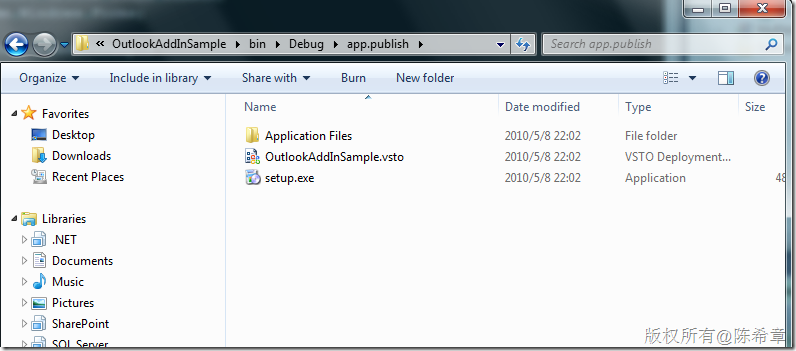 « OutlookAddInSample bin Debug app.publish Search app.publish
Organize Include in library Share with Burn New folder
Name Date modified Type Size
Favorites
Desktop
Downloads
Recent Places
Libraries
.NET
Documents
Music
Pictures
SharePoint
SQL Server
Application Files 2010/5/8 22:02 File folder
OutlookAddInSample.vsto 2010/5/8 22:02 VSTO Deployment...
setup.exe 2010/5/8 22:02 Application 48
版权所有@陈希章